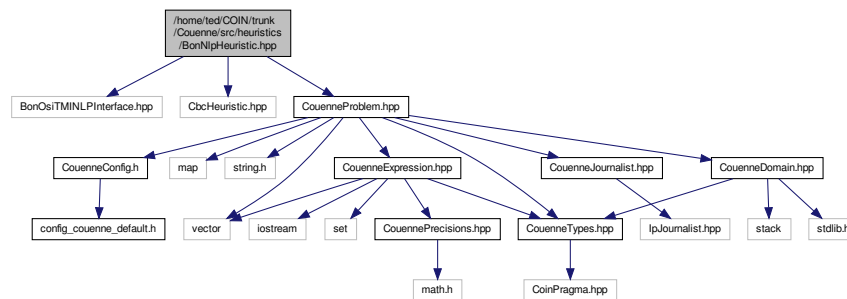 /home/ted/COIN/trunk
/Couenne/src/heuristics
/BonNlpHeuristic.hpp
BonOsiTMINLPInterface.hpp
CbcHeuristic.hpp
CouenneProblem.hpp
CouenneConfig.h
map
string.h
CouenneExpression.hpp
CouenneJournalist.hpp
CouenneDomain.hpp
config_couenne_default.h
vector
iostream
set
CouennePrecisions.hpp
CouenneTypes.hpp
IpJournalist.hpp
stack
stdlib.h
math.h
CoinPragma.hpp